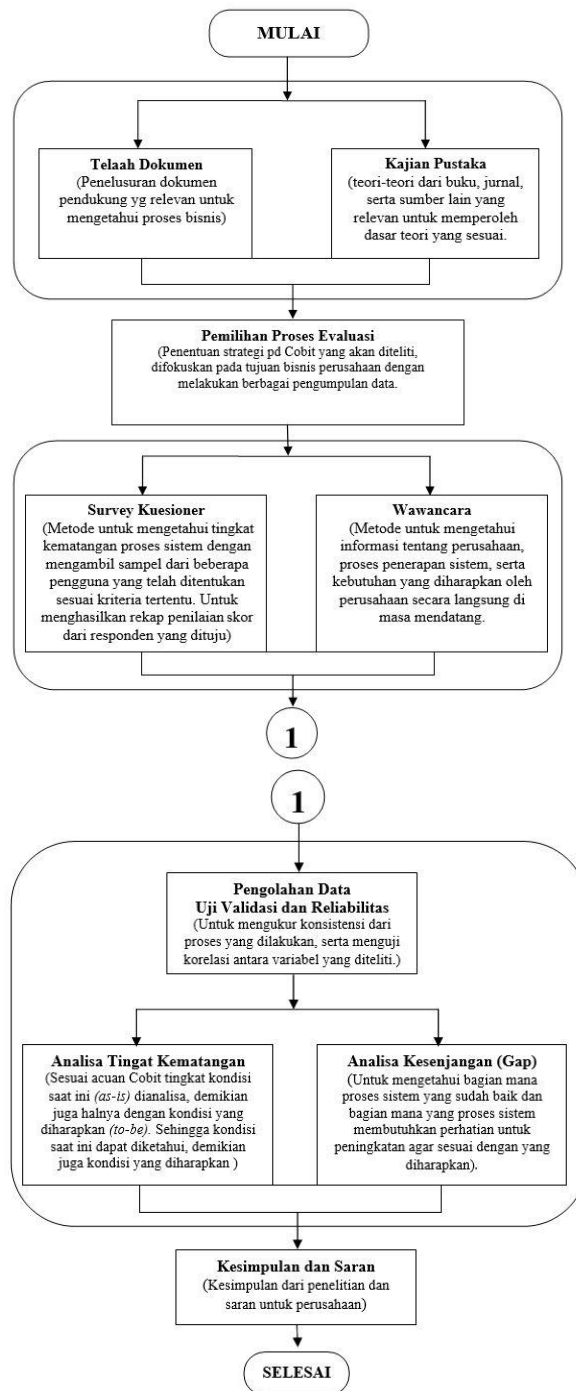 MULAI
Telaah Dokumen
(Penelusuran dokumen
pendukung yg relevan untuk
mengetahui proses bisnis)
Kajian Pustaka
(teori-teori dari buku, jurnal,
serta sumber lain yang
relevan untuk memperoleh
dasar teori yang sesuai.
Pemilihan Proses Evaluasi
(Penentuan strategi pd Cobit yang akan diteliti,
difokuskan pada tujuan bisnis perusahaan dengan
melakukan berbagai pengumpulan data.
Survey Kuesioner
(Metode untuk mengetahui tingkat
kematangan proses sistem dengan
mengambil sampel dari beberapa
pengguna yang telah ditentukan
sesuai kriteria tertentu. Untuk
menghasilkan rekap penilaian skor
dari responden yang dituju)
Wawancara
(Metode untuk mengetahui
informasi tentang perusahaan,
proses penerapan sistem, serta
kebutuhan yang diharapkan oleh
perusahaan secara langsung di
masa mendatang.
1
1
Pengolahan Data
Uji Validasi dan Reliabilitas
(Untuk mengukur konsistensi dari
proses yang dilakukan, serta menguji
korelasi antara variabel yang diteliti.)
Analisa Tingat Kematangan
(Sesuai acuan Cobit tingkat kondisi
saat ini (as-is) dianalisa, demikian
juga halnya dengan kondisi yang
diharapkan (to-be). Sehingga kondisi
saat ini dapat diketahui, demikian
juga kondisi yang diharapkan )
Analisa Kesenjangan (Gap)
(Untuk mengetahui bagian mana
proses sistem yang sudah baik dan
bagian mana yang proses sistem
membutuhkan perhatian untuk
peningkatan agar sesuai dengan yang
diharapkan).
Kesimpulan dan Saran
(Kesimpulan dari penelitian dan
saran untuk perusahaan)
SELESAI